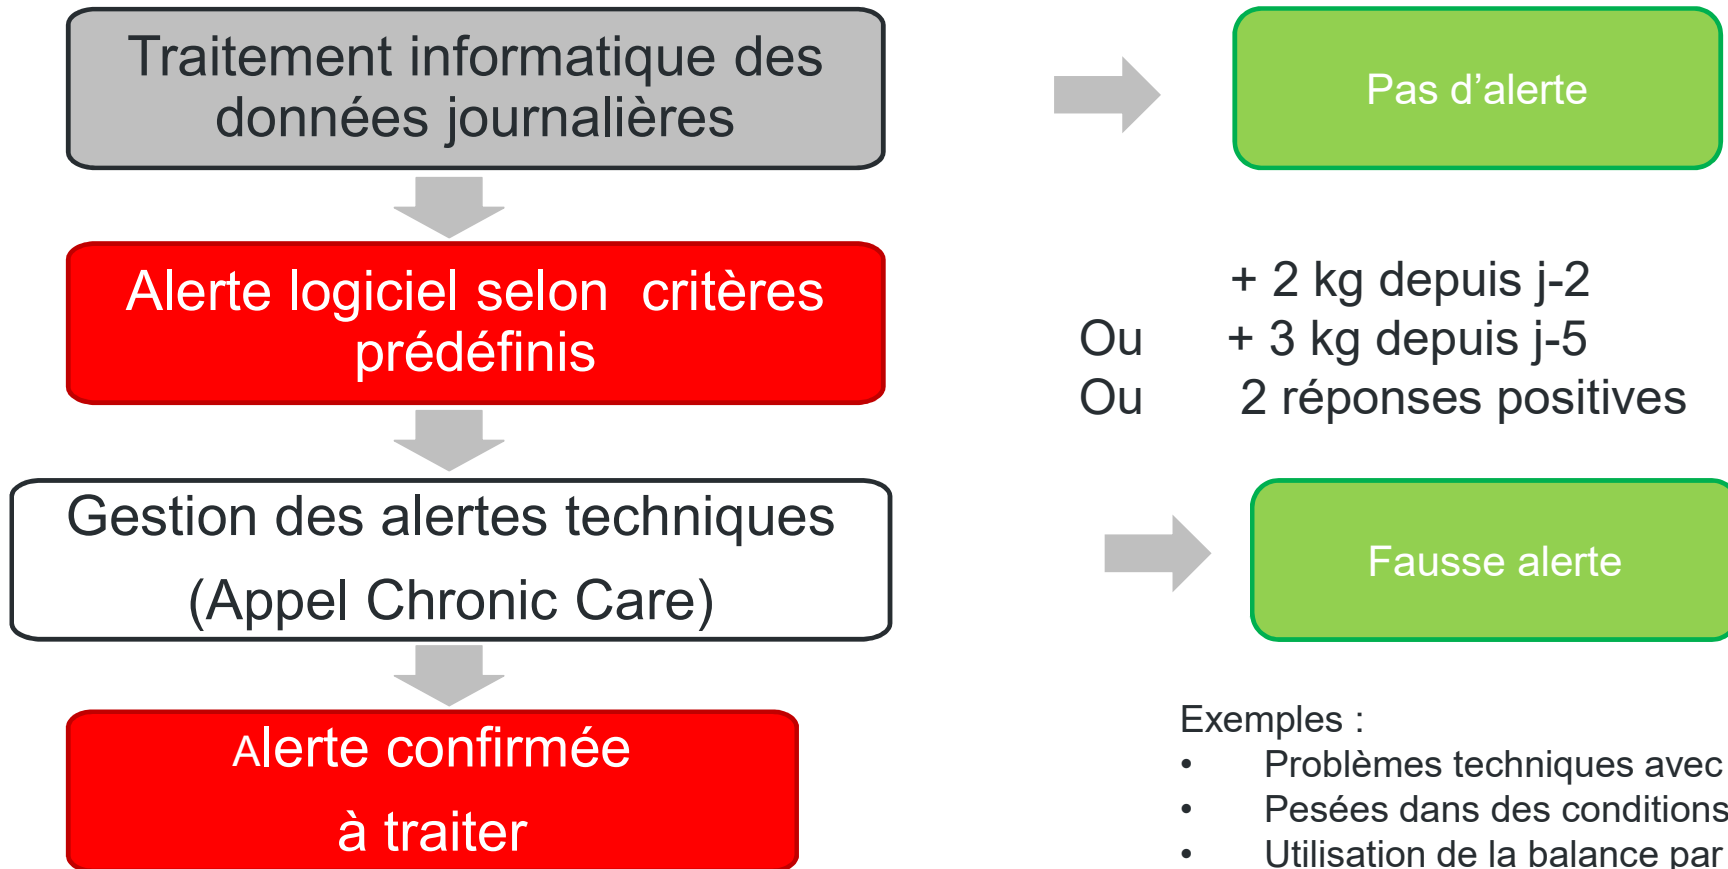 Traitement informatique des
données journalières
Pas d’alerte
Alerte logiciel selon critères
prédéfinis
+ 2 kg depuis j-2
Ou + 3 kg depuis j-5
Ou 2 réponses positives
Gestion des alertes techniques
(Appel Chronic Care)
Fausse alerte
Alerte confirmée
à traiter
Exemples :
• Problèmes techniques avec
• Pesées dans des conditions
• Utilisation de la balance par